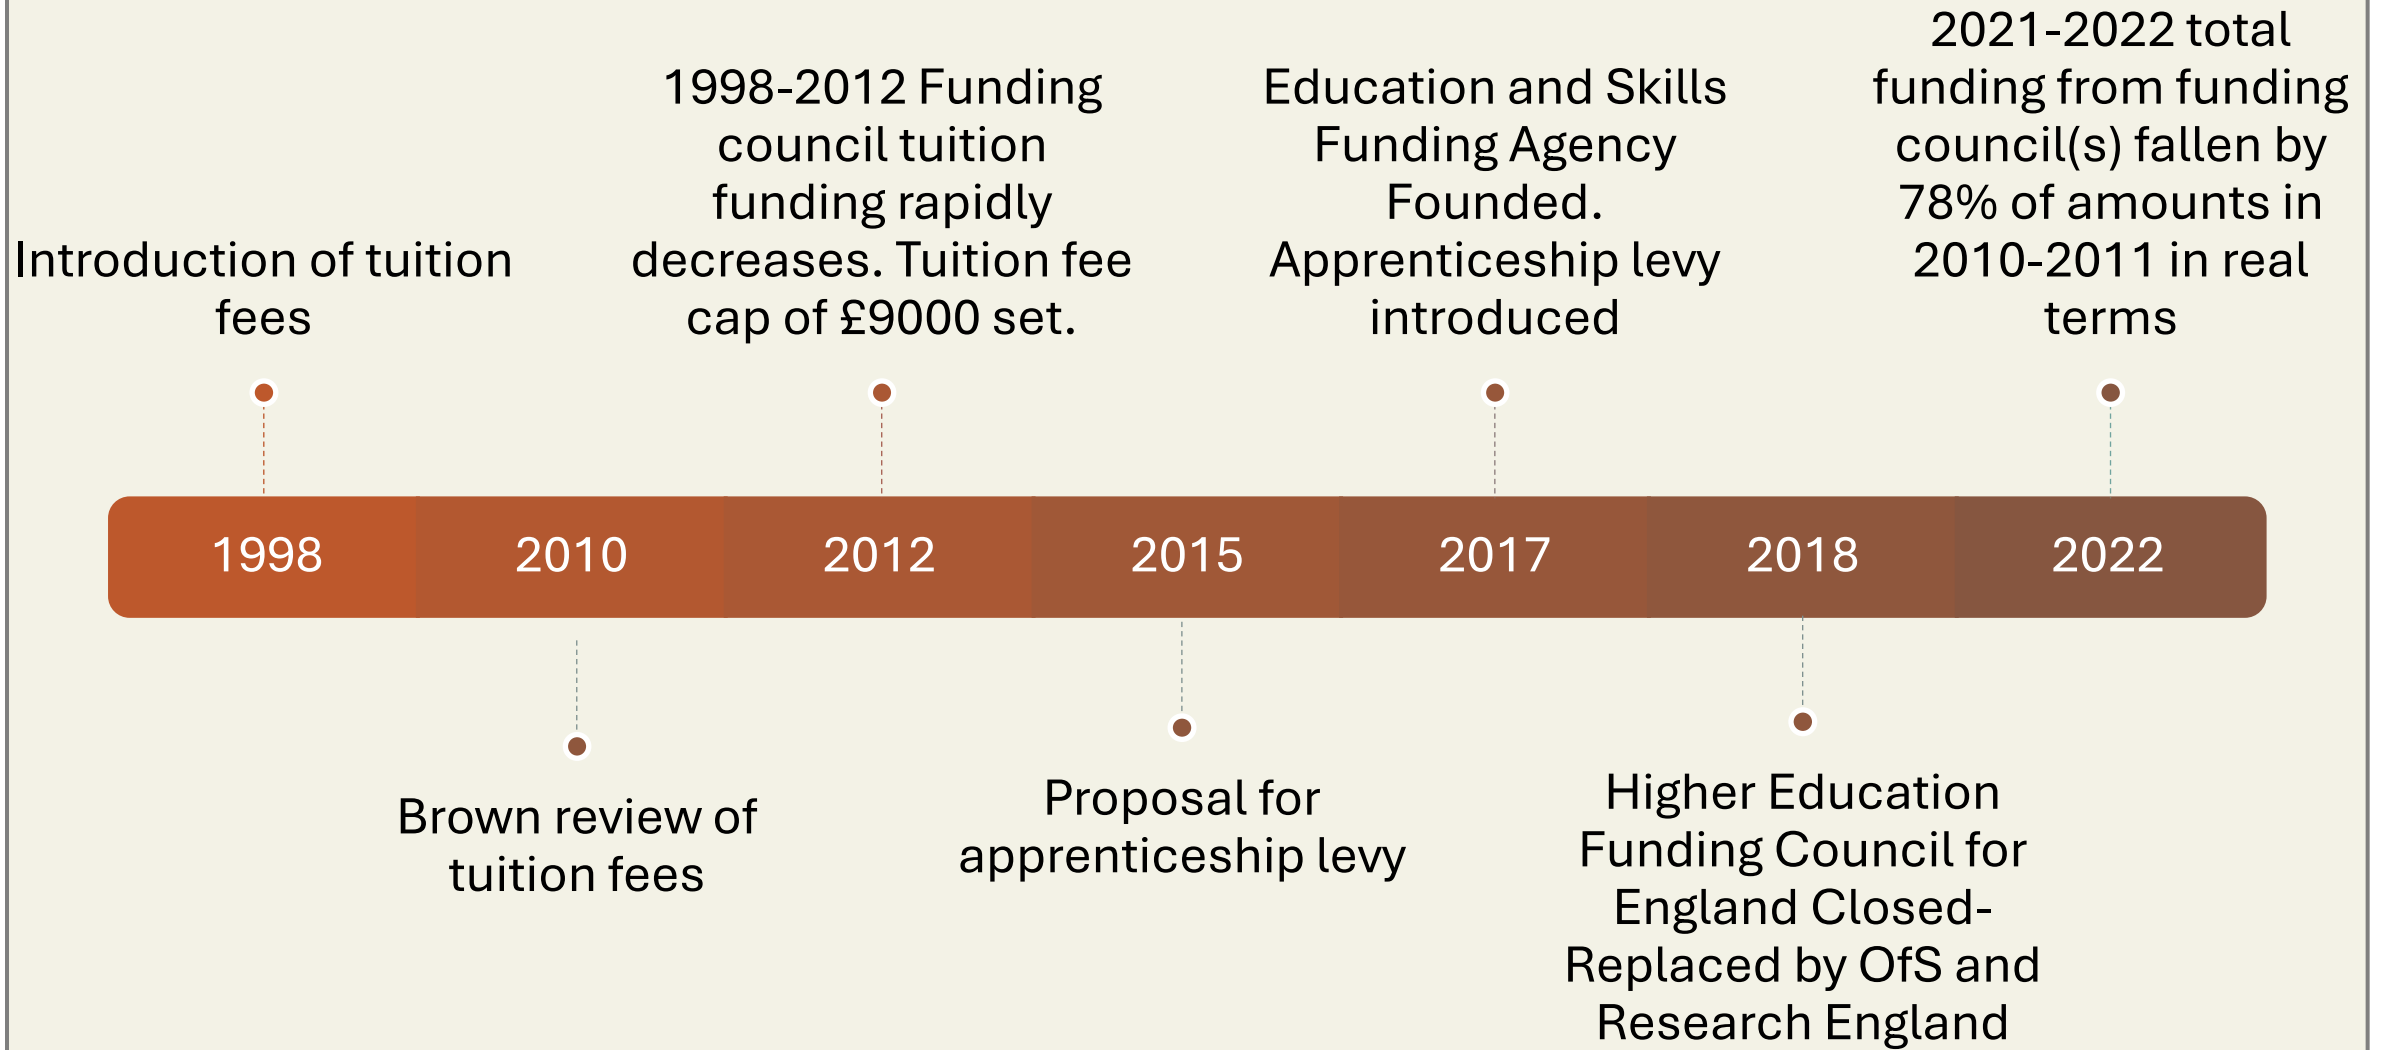 Introduction of tuition
fees
1998-2012 Funding
council tuition
funding rapidly
decreases. Tuition fee
cap of £9000 set.
Education and Skills
Funding Agency
Founded.
Apprenticeship levy
introduced
2021-2022 total
funding from funding
council(s) fallen by
78% of amounts in
2010-2011 in real
terms
1998
2010
2012
2015
2017
2018
2022
Brown review of
tuition fees
Proposal for
apprenticeship levy
Higher Education
Funding Council for
England Closed-
Replaced by OfS and
Research England